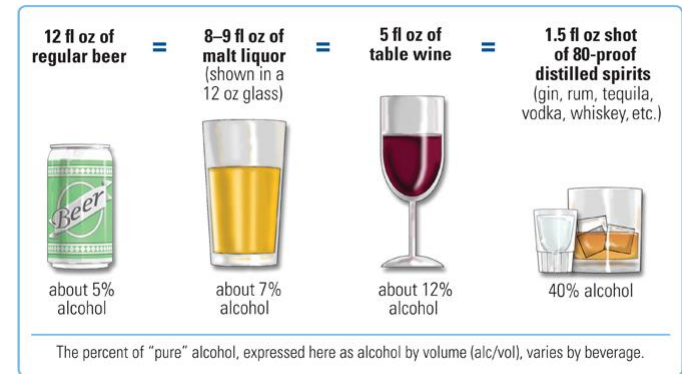 12 fl oz of
regular beer
=
8–9 fl oz of
malt liquor
(shown in a
12 oz glass)
=
5 fl oz of
table wine
=
1.5 fl oz shot
of 80-proof
distilled spirits
(gin, rum, tequila,
vodka, whiskey, etc.)
Beer
about 5%
alcohol
about 7%
alcohol
about 12%
alcohol
40% alcohol
The percent of “pure” alcohol, expressed here as alcohol by volume (alc/vol), varies by beverage.